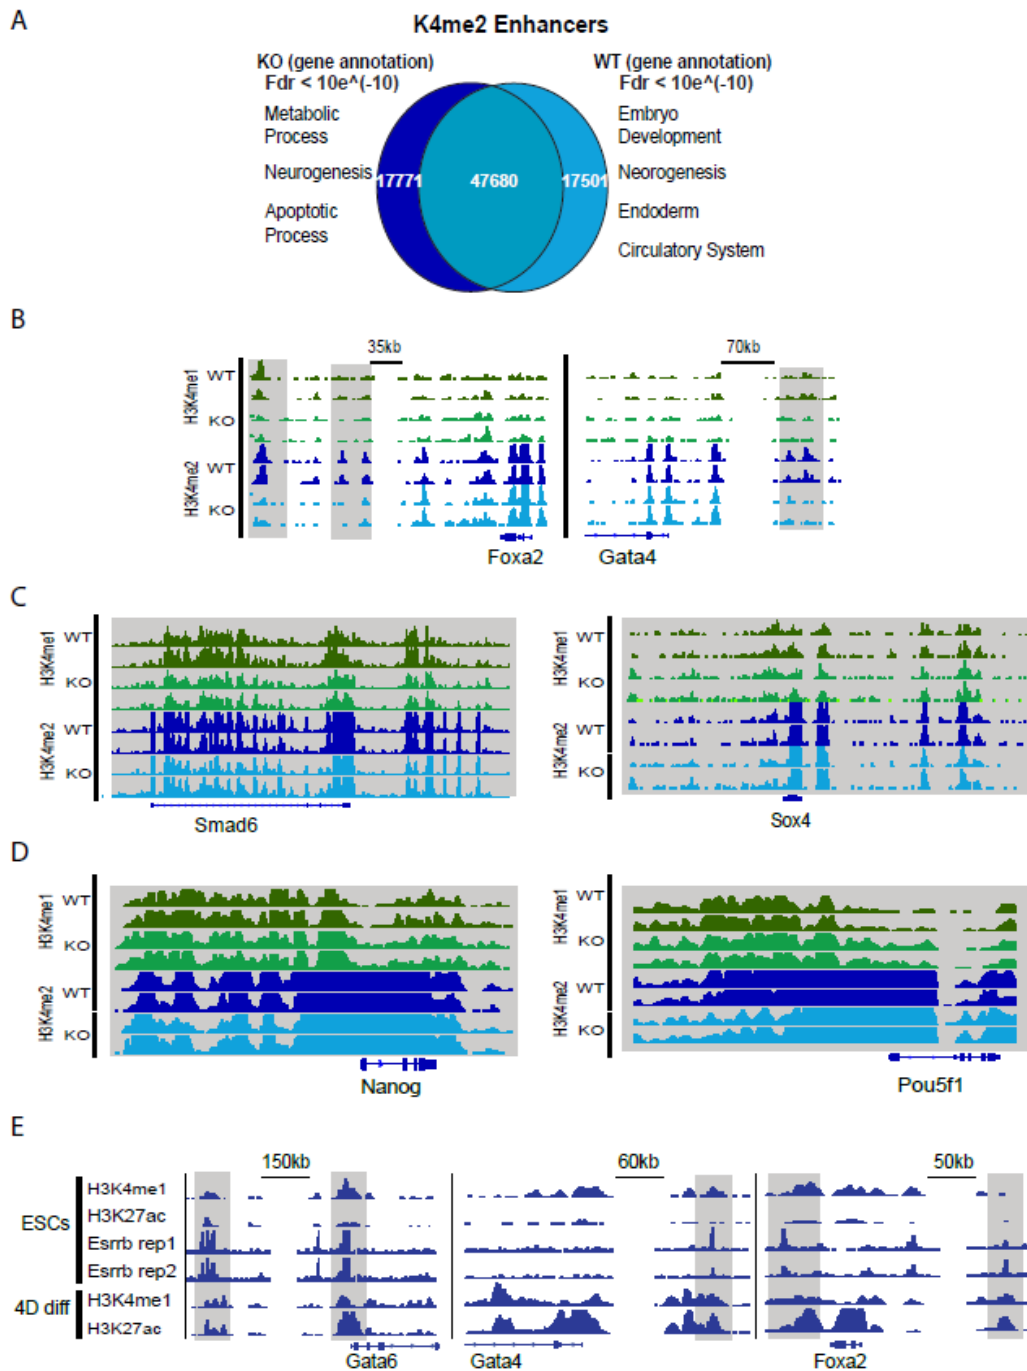 A
K4me2 Enhancers
KO (gene annotation)
Fdr < 10e^(-10)
WT (gene annotation)
Fdr < 10e^(-10)
Metabolic
Process
Neurogenesis
Apoptotic
Process
17771
47680
17501
Embryo
Development
Neorogenesis
Endoderm
Circulatory System
B
35kb
70kb
H3K4me1
WT
KO
H3K4me2
WT
KO
Foxa2
Gata4
C
H3K4me1
WT
KO
H3K4me2
WT
KO
Smad6
H3K4me1
WT
KO
H3K4me2
WT
KO
Sox4
D
H3K4me1
WT
KO
H3K4me2
WT
KO
Nanog
H3K4me1
WT
KO
H3K4me2
WT
KO
Pou5f1
E
150kb
60kb
50kb
ESCs
H3K4me1
H3K27ac
Esrrb rep1
Esrrb rep2
4D diff
H3K4me1
H3K27ac
Gata6
Gata4
Foxa2